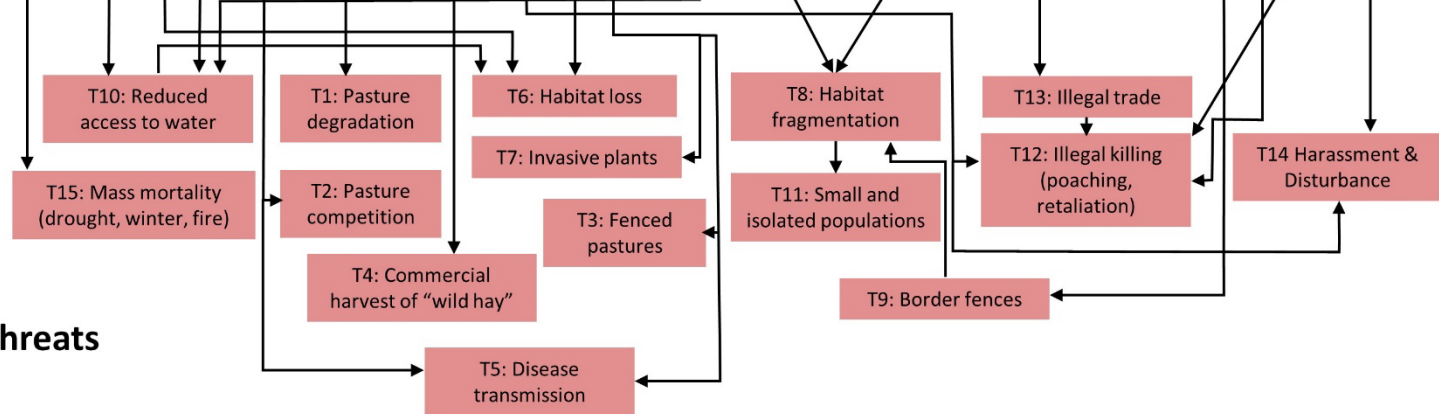 T10: Reduced
access to water
T1: Pasture
degradation
T6: Habitat loss
T8: Habitat
fragmentation
T13: Illegal trade
T7: Invasive plants
T12: Illegal killing
(poaching,
retaliation)
T14 Harassment &
Disturbance
T15: Mass mortality
(drought, winter, fire)
T2: Pasture
competition
T3: Fenced
pastures
T11: Small and
isolated populations
T4: Commercial
harvest of “wild hay”
T9: Border fences
hreats
T5: Disease
transmission